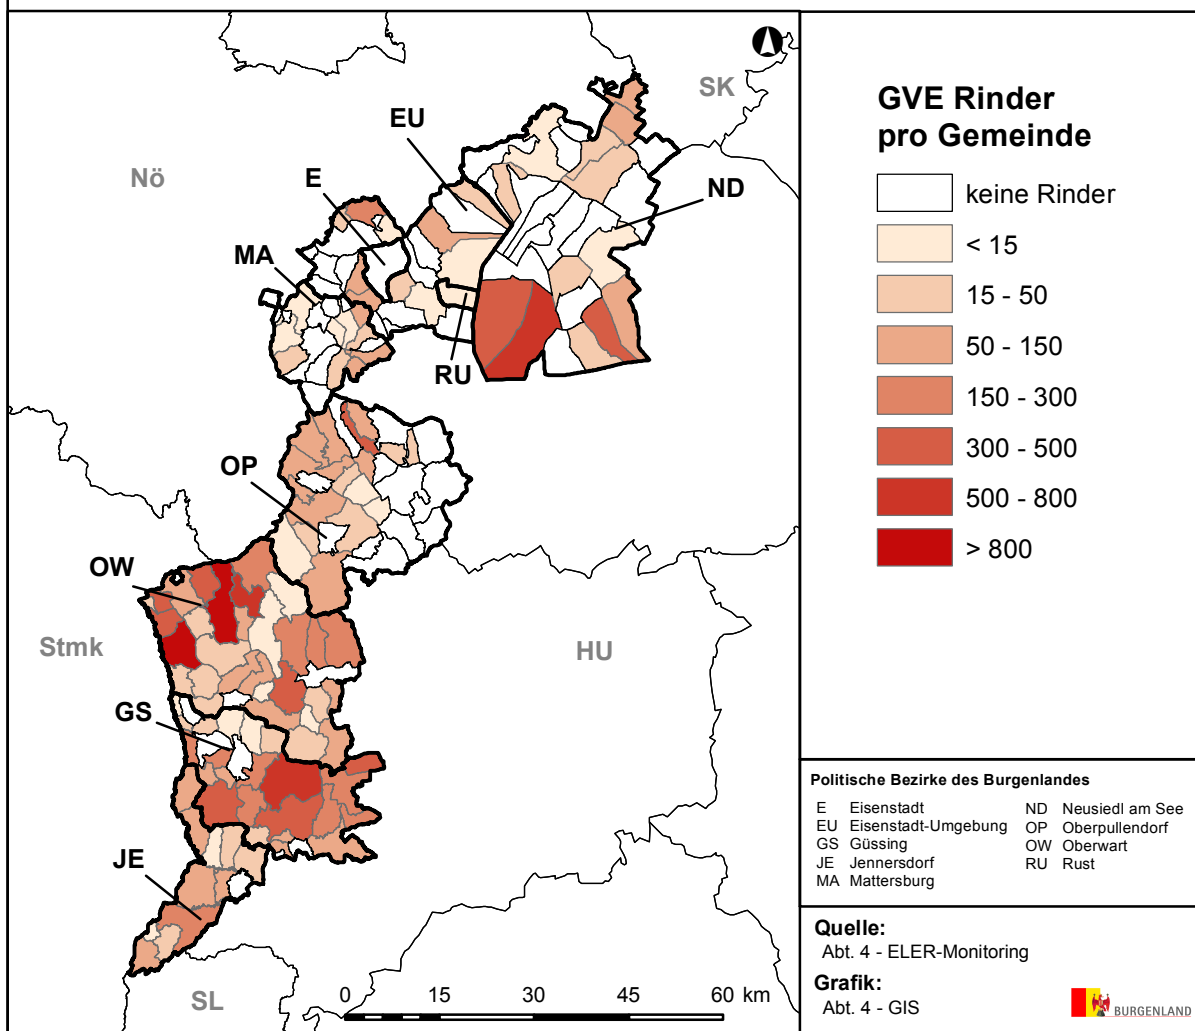 SK
EU
Nö
E
ND
MA
RU
OP
OW
Stmk
HU
GS
JE
SL
0 15 30 45 60 km
GVE Rinder
pro Gemeinde
keine Rinder
< 15
15 - 50
50 - 150
150 - 300
300 - 500
500 - 800
> 800
Politische Bezirke des Burgenlandes
E Eisenstadt
EU Eisenstadt-Umgebung
GS Güssing
JE Jennersdorf
MA Mattersburg
ND Neusiedl am See
OP Oberpullendorf
OW Oberwart
RU Rust
Quelle:
Abt. 4 - ELER-Monitoring
Grafik:
Abt. 4 - GIS
BURGENLAND